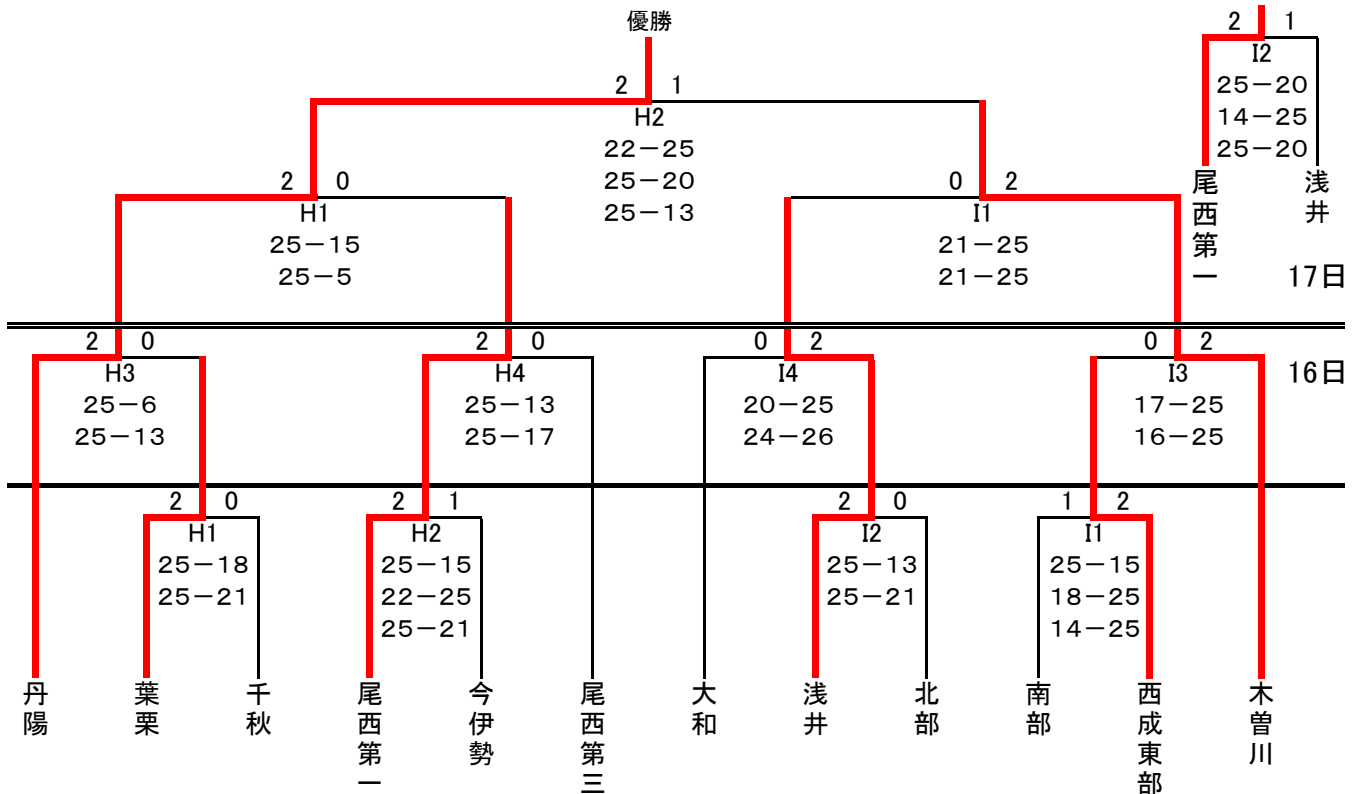 優勝
2 1
H2
22－25
25－20
25－13
2 1
I2
25－20
14－25
25－20
尾西第一
浅井
2 0
H1
25－15
25－5
0 2
I1
21－25
21－25
17日
2 0
H3
25－6
25－13
2 0
H4
25－13
25－17
0 2
I4
20－25
24－26
0 2
I3
17－25
16－25
16日
2 0
H1
25－18
25－21
2 1
H2
25－15
22－25
25－21
2 0
I2
25－13
25－21
1 2
I1
25－15
18－25
14－25
丹陽
葉栗
千秋
尾西第一
今伊勢
尾西第三
大和
浅井
北部
南部
西成東部
木曽川